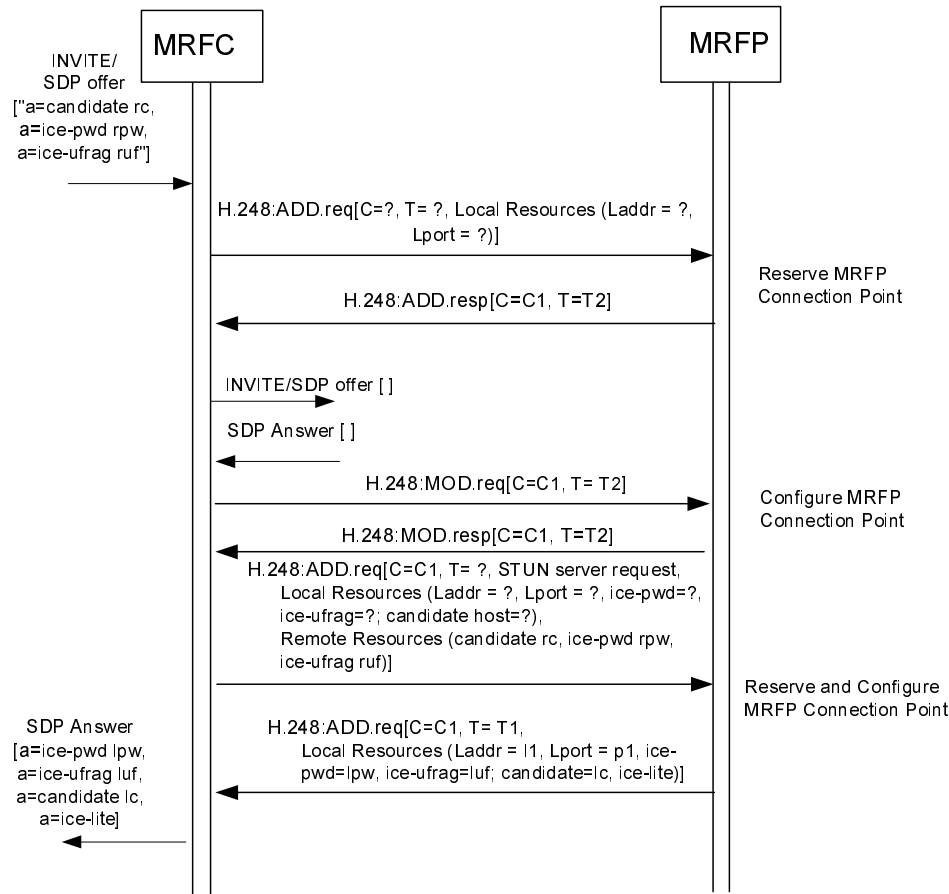 MRFC
MRFP
INVITE/
SDP offer
["a=candidate rc,
a=ice-pwd rpw,
a=ice-ufrag ruf"]
H.248:ADD.req[C=?, T= ?, Local Resources (Laddr = ?,
Lport = ?)]
Reserve MRFP
Connection Point
H.248:ADD.resp[C=C1, T=T2]
INVITE/SDP offer [ ]
SDP Answer [ ]
H.248:MOD.req[C=C1, T= T2]
Configure MRFP
Connection Point
H.248:MOD.resp[C=C1, T=T2]
H.248:ADD.req[C=C1, T= ?, STUN server request,
Local Resources (Laddr = ?, Lport = ?, ice-pwd=?,
ice-ufrag=?; candidate host=?),
Remote Resources (candidate rc, ice-pwd rpw,
ice-ufrag ruf)]
Reserve and Configure
MRFP Connection Point
H.248:ADD.req[C=C1, T= T1,
Local Resources (Laddr = l1, Lport = p1, ice-
pwd=lpw, ice-ufrag=luf; candidate=lc, ice-lite)]
SDP Answer
[a=ice-pwd lpw,
a=ice-ufrag luf,
a=candidate lc,
a=ice-lite]